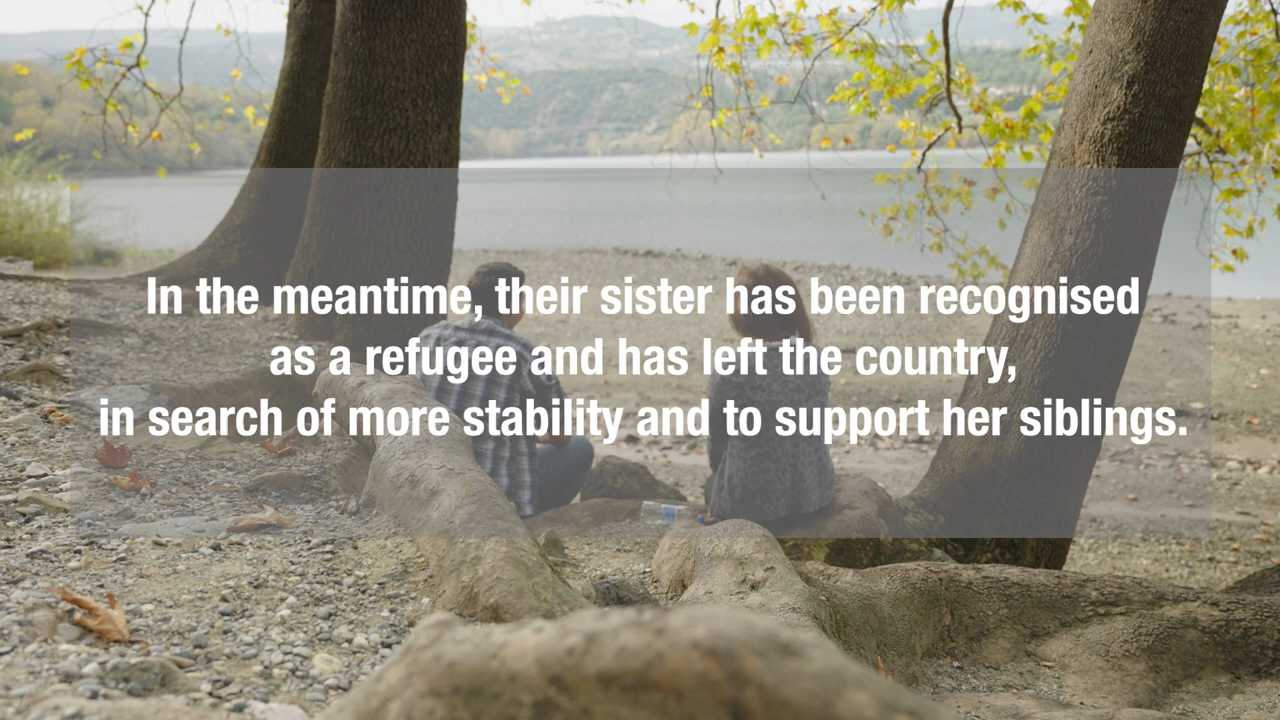 In the meantime, their sister has been recognised
as a refugee and has left the country,
in search of more stability and to support her siblings.